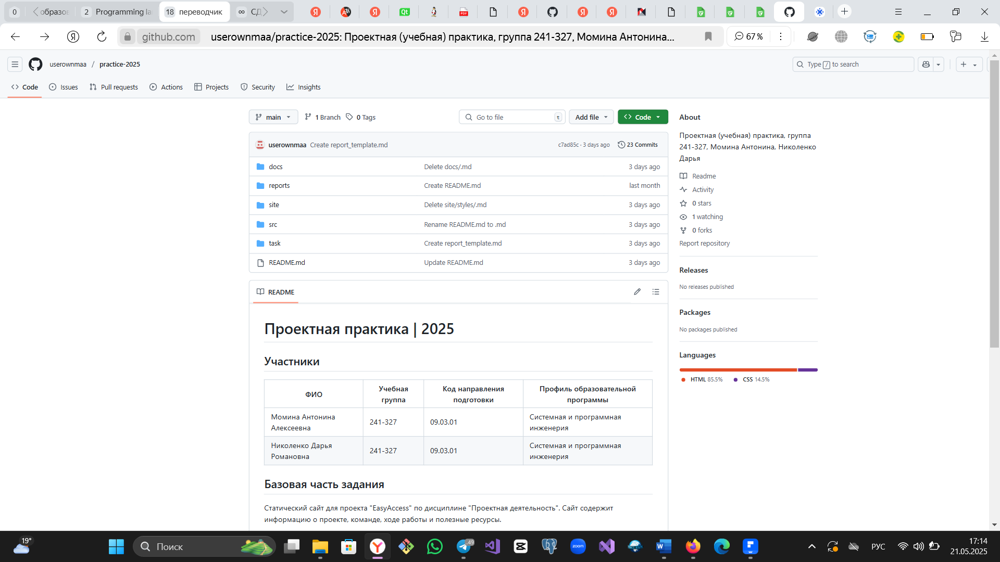 0
образов
2 Programming la
18 переводчик
СД
github.com
userownmaa/practice-2025: Проектная (учебная) практика, группа 241-327, Момина Антонина...
67 %
userownmaa / practice-2025
Type / to search
Code
Issues
Pull requests
Actions
Projects
Security
Insights
main
1 Branch
0 Tags
Go to file
t
Add file
Code
userownmaa Create report_template.md
c7ad85c · 3 days ago
23 Commits
docs Delete docs/.md 3 days ago
reports Create README.md last month
site Delete site/styles/.md 3 days ago
src Rename README.md to .md 3 days ago
task Create report_template.md 3 days ago
README.md Update README.md 3 days ago
README
Проектная практика | 2025
Участники
ФИО
Учебная
группа
Код направления
подготовки
Профиль образовательной
программы
Момина Антонина
Алексеевна
241-327
09.03.01
Системная и программная
инженерия
Николенко Дарья
Романовна
241-327
09.03.01
Системная и программная
инженерия
Базовая часть задания
Статический сайт для проекта "EasyAccess" по дисциплине "Проектная деятельность". Сайт содержит
информацию о проекте, команде, ходе работы и полезные ресурсы.
About
Проектная (учебная) практика, группа
241-327, Момина Антонина, Николенко
Дарья
Readme
Activity
0 stars
1 watching
0 forks
Report repository
Releases
No releases published
Packages
No packages published
Languages
HTML 85.5%
CSS 14.5%
19°
Поиск
49
zoom
РУС
17:14
21.05.2025